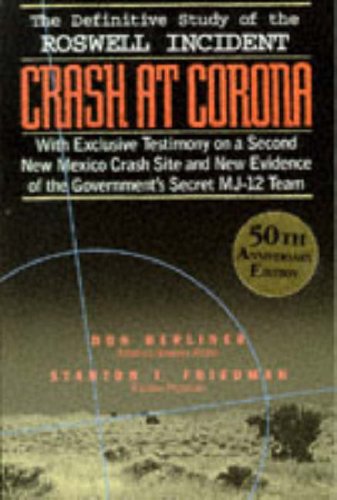 The Definitive Study of the
ROSWELL INCIDENT
CRASH AT CORONA
With Exclusive Testimony on a Second
New Mexico Crash Site and New Evidence
of the Government's Secret MJ-12 Team
50TH
ANNIVERSARY
EDITION
DON BERLINER
STANTON T. FRIEDMAN